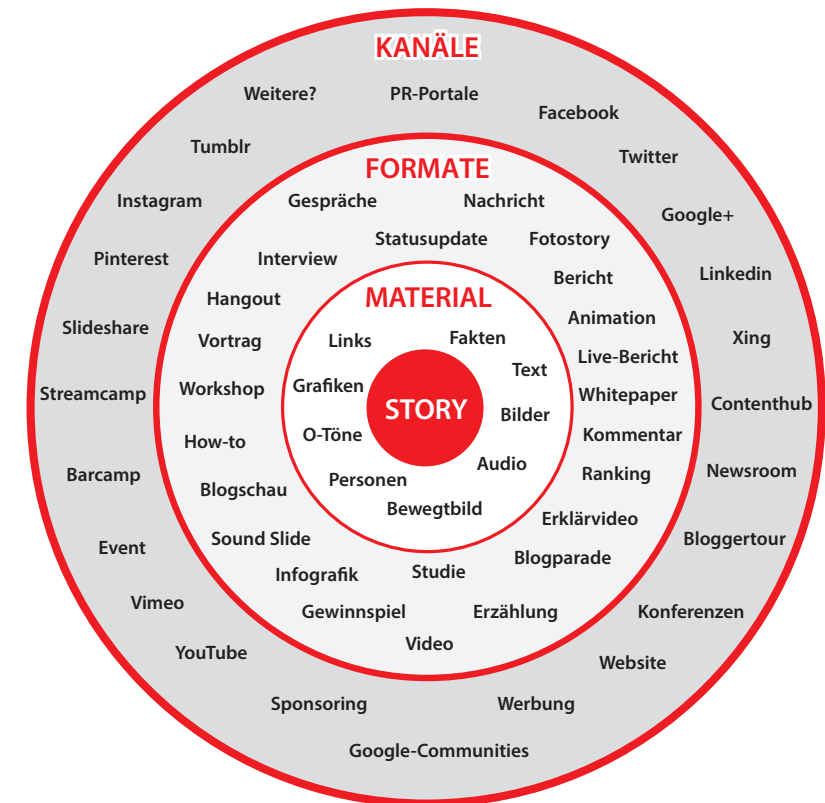 KANÄLE
Weitere?
PR-Portale
Facebook
Twitter
Google+
Linkedin
Xing
Contenthub
Newsroom
Bloggertour
Konferenzen
Website
Werbung
Google-Communities
Sponsoring
YouTube
Vimeo
Event
Barcamp
Streamcamp
Slideshare
Pinterest
Instagram
Tumblr
FORMATE
Gespräche
Nachricht
Statusupdate
Fotostory
Bericht
Animation
Live-Bericht
Whitepaper
Kommentar
Ranking
Erklärvideo
Blogparade
Studie
Erzählung
Video
Gewinnspiel
Infografik
Sound Slide
Blogschau
How-to
Workshop
Vortrag
Hangout
Interview
MATERIAL
Links
Fakten
Text
Bilder
Audio
Bewegtbild
Personen
O-Töne
Grafiken
STORY